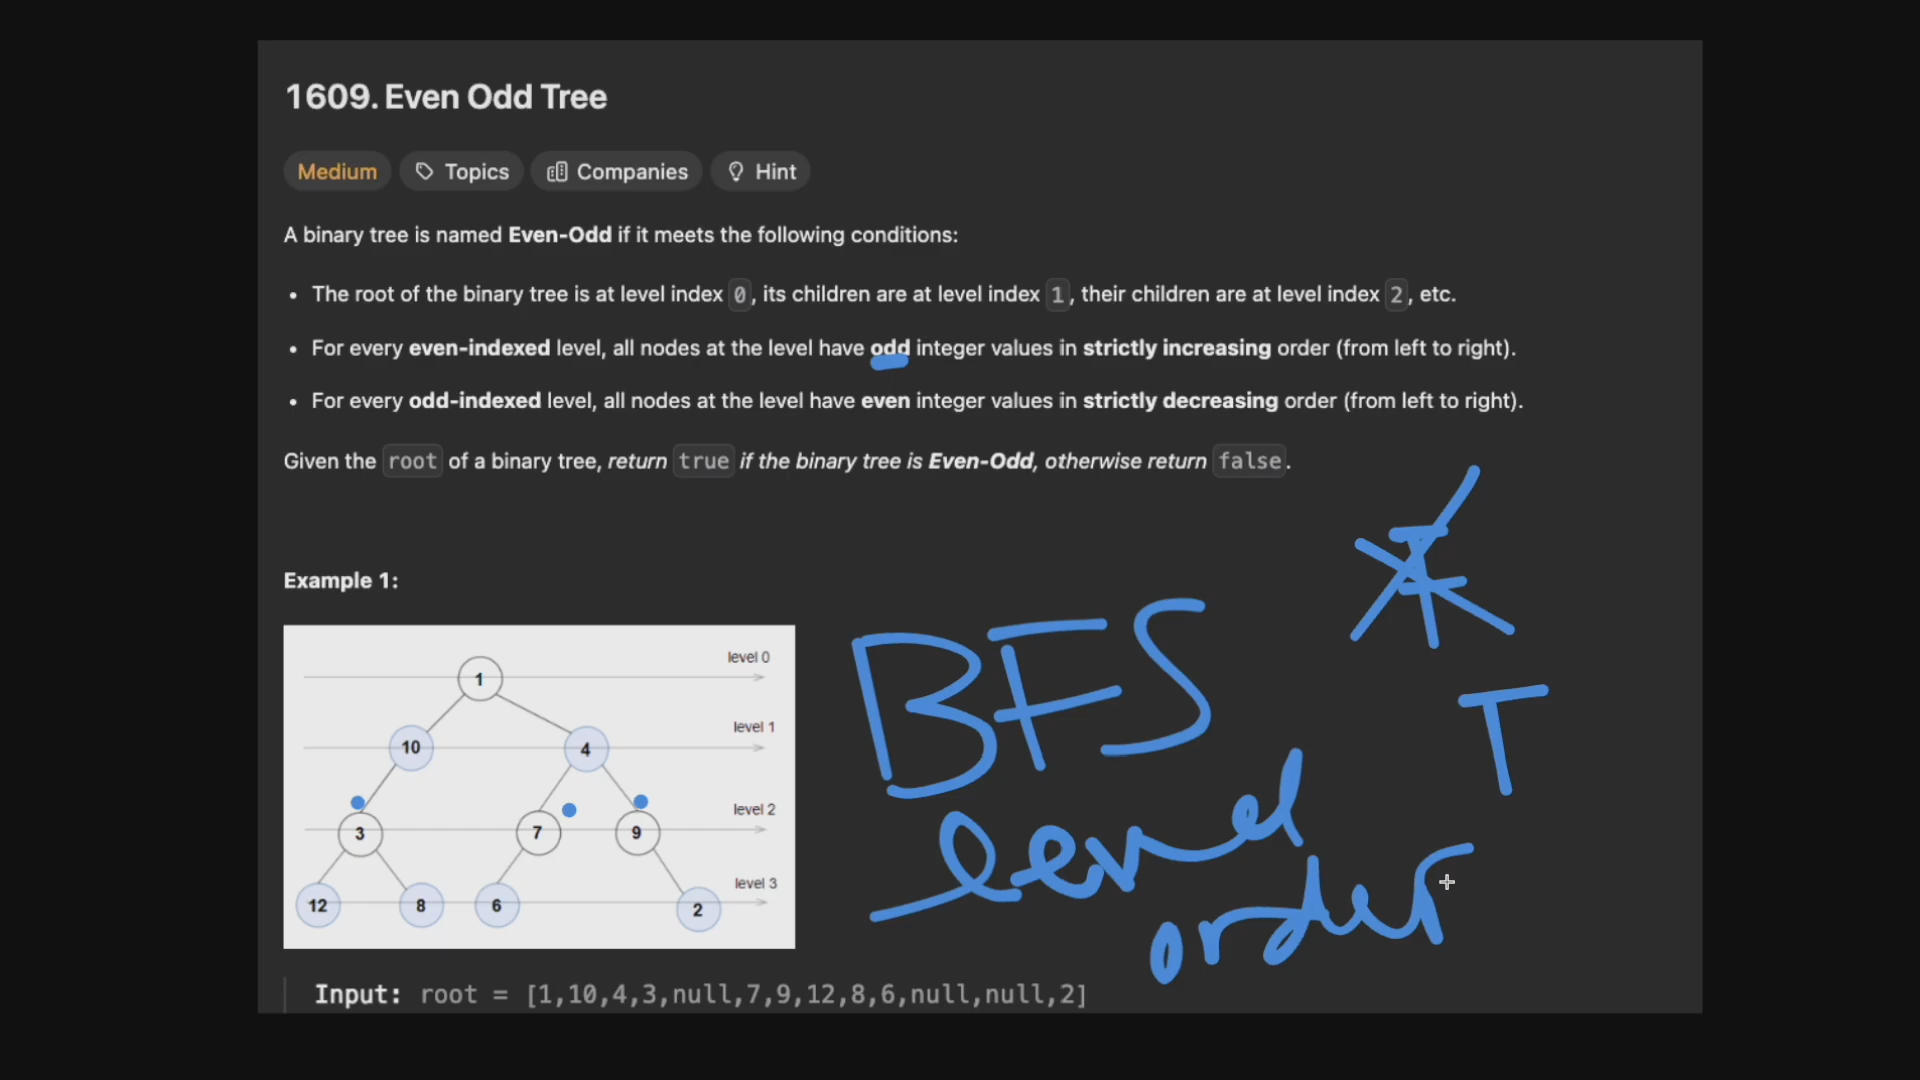 1609. Even Odd Tree
Medium Topics Companies Hint
A binary tree is named Even-Odd if it meets the following conditions:
• The root of the binary tree is at level index 0, its children are at level index 1, their children are at level index 2, etc.
• For every even-indexed level, all nodes at the level have odd integer values in strictly increasing order (from left to right).
• For every odd-indexed level, all nodes at the level have even integer values in strictly decreasing order (from left to right).
Given the root of a binary tree, return true if the binary tree is Even-Odd, otherwise return false.
Example 1:
level 0
1
level 1
10 4
level 2
3 7 9
level 3
12 8 6 2
BFS
level
order
T
Input: root = [1,10,4,3,null,7,9,12,8,6,null,null,2]